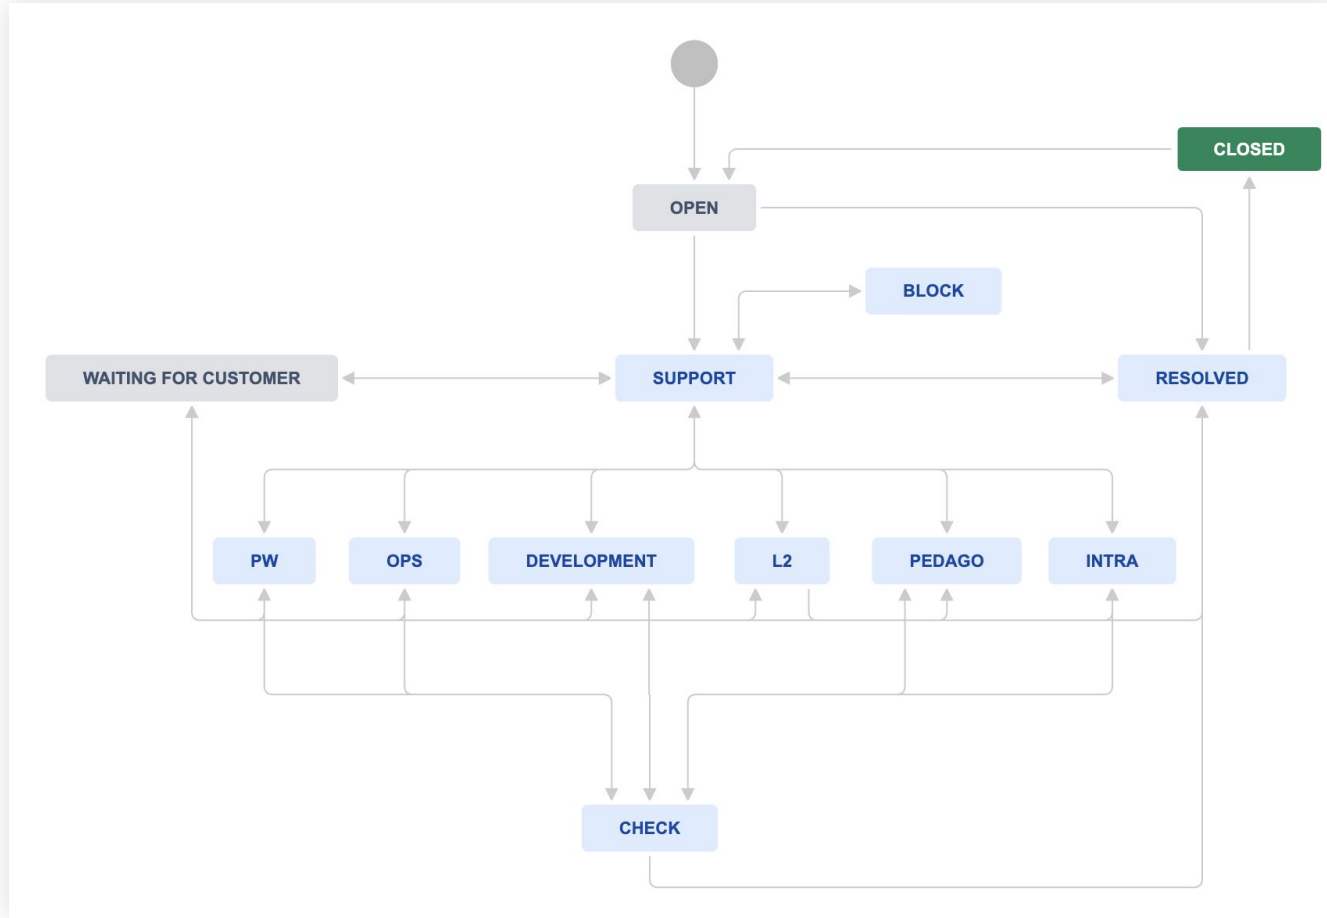 CLOSED
OPEN
BLOCK
WAITING FOR CUSTOMER
SUPPORT
RESOLVED
PW
OPS
DEVELOPMENT
L2
PEDAGO
INTRA
CHECK